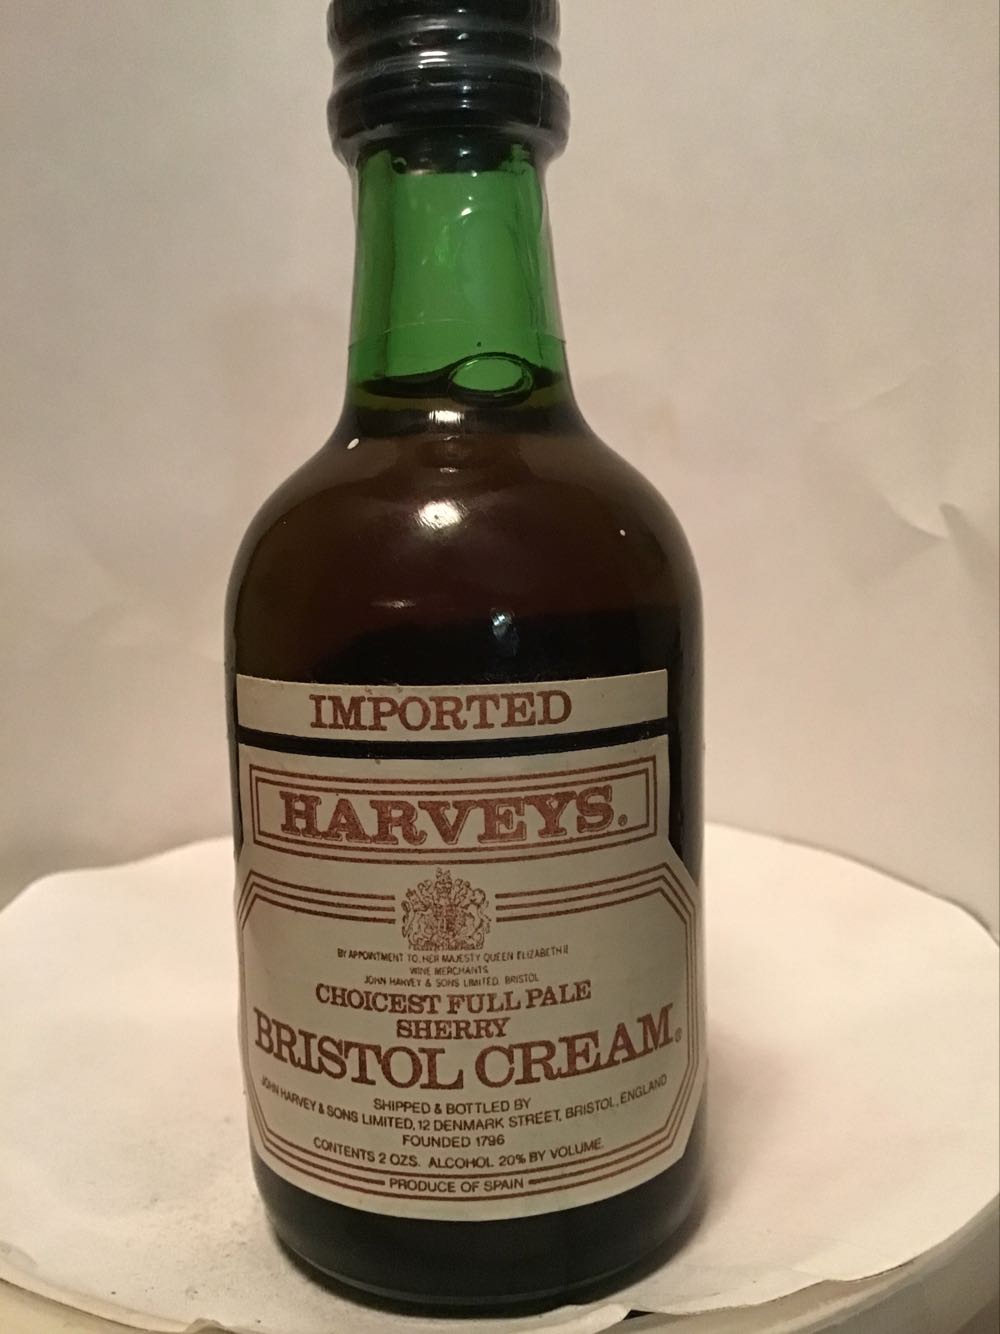 IMPORTED
HARVEYS.®
BY APPOINTMENT TO HER MAJESTY QUEEN ELIZABETH II
WINE MERCHANTS
JOHN HARVEY & SONS LIMITED. BRISTOL
CHOICEST FULL PALE
SHERRY
BRISTOL CREAM.®
SHIPPED & BOTTLED BY
JOHN HARVEY & SONS LIMITED, 12 DENMARK STREET, BRISTOL, ENGLAND
FOUNDED 1796
CONTENTS 2 OZS. ALCOHOL 20% BY VOLUME.
PRODUCE OF SPAIN